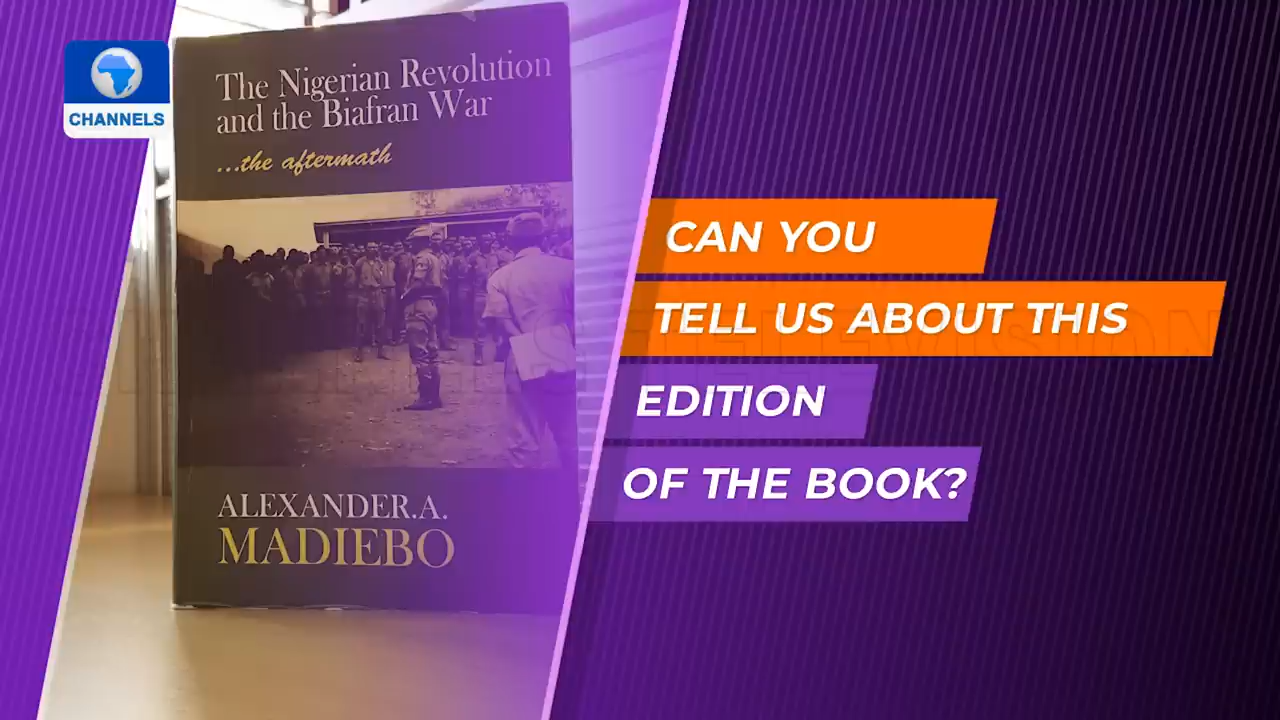 CHANNELS
The Nigerian Revolution
and the Biafran War
...the aftermath
ALEXANDER.A.
MADIEBO
CAN YOU
TELL US ABOUT THIS
EDITION
OF THE BOOK?